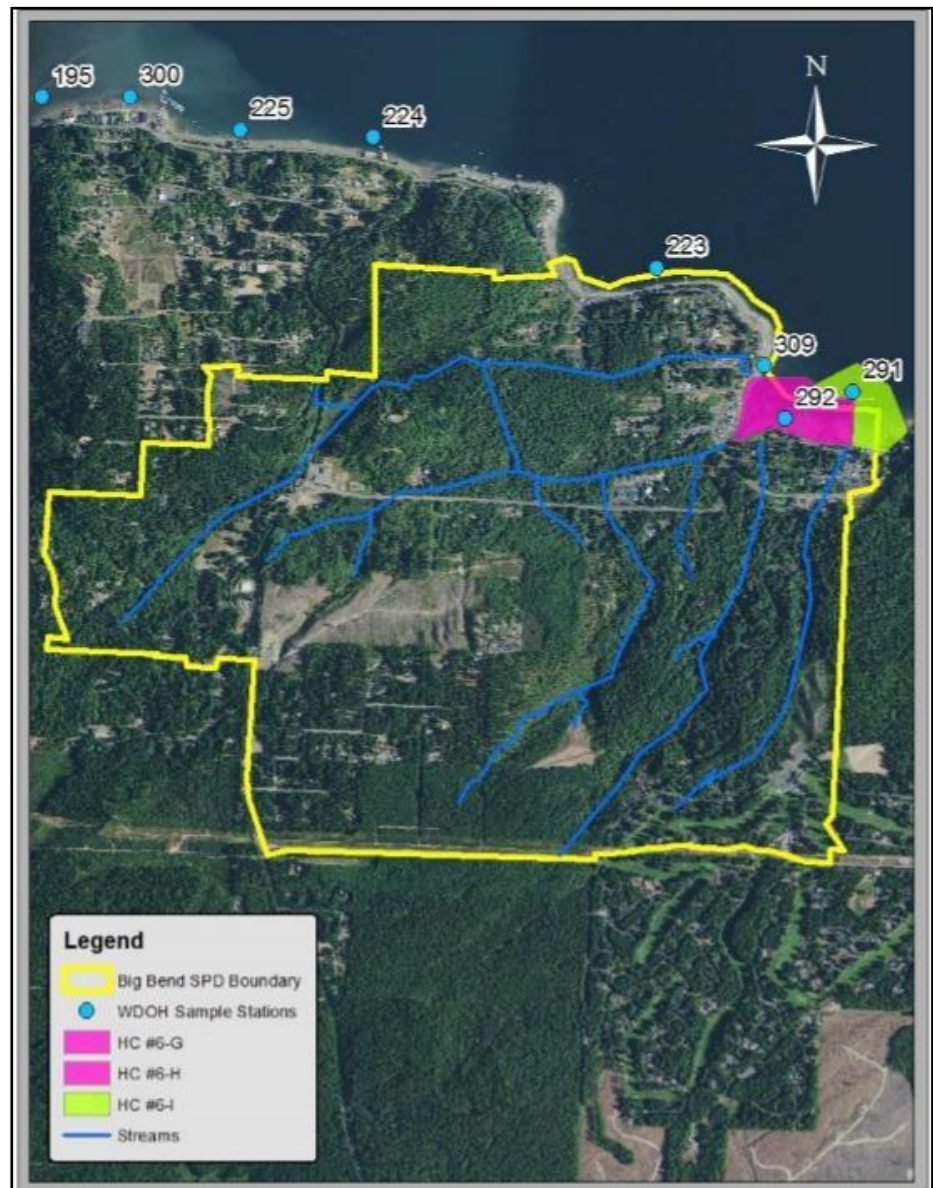 195
300
225
224
N
223
309
291
292
Legend
Big Bend SPD Boundary
WDOH Sample Stations
HC #6-G
HC #6-H
HC #6-I
Streams